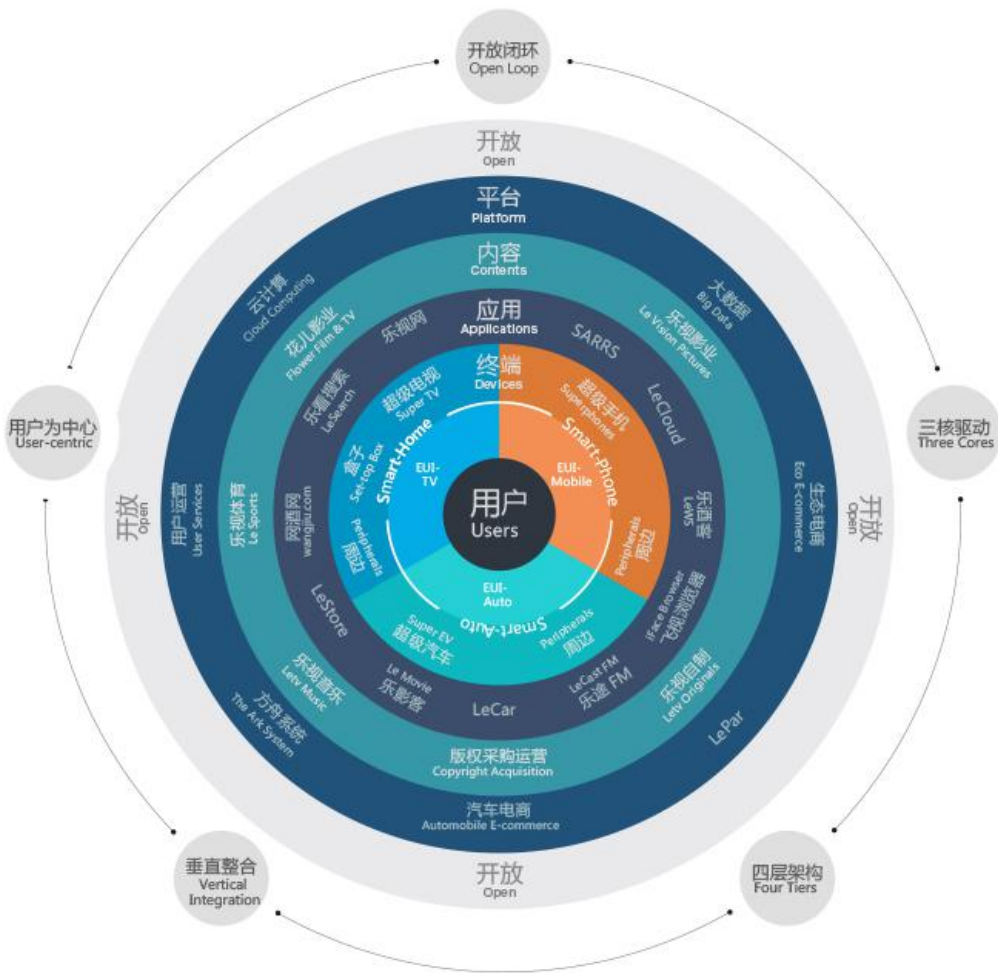 开放闭环
Open Loop
开放
Open
平台
Platform
云计算
Cloud Computing
大数据
Big Data
内容
Contents
花儿影业
Flower Film & TV
乐视影业
Le Vision Pictures
应用
Applications
乐视网
SARRS
乐看搜索
LeSearch
LeCloud
终端
Devices
超级电视
Super TV
超级手机
Superphones
盒子
Set-top Box
Smart-Home
Smart-Phone
EUI-
TV
EUI-
Mobile
用户
Users
用户为中心
User-centric
三核驱动
Three Cores
开放
Open
用户运营
User Services
乐视体育
Le Sports
网酒网
wangjiu.com
周边
Peripherals
Peripherals
周边
乐酒客
LeWS
生态电商
Eco E-commerce
开放
Open
EUI-
Auto
Smart-Auto
Super EV
超级汽车
Peripherals
周边
LeStore
iFace Browser
飞视浏览器
Le Movie
乐影客
LeCar
LeCast FM
乐途 FM
乐视音乐
Letv Music
乐视自制
Letv Originals
版权采购运营
Copyright Acquisition
方舟系统
The Ark System
LePar
汽车电商
Automobile E-commerce
开放
Open
垂直整合
Vertical
Integration
四层架构
Four Tiers